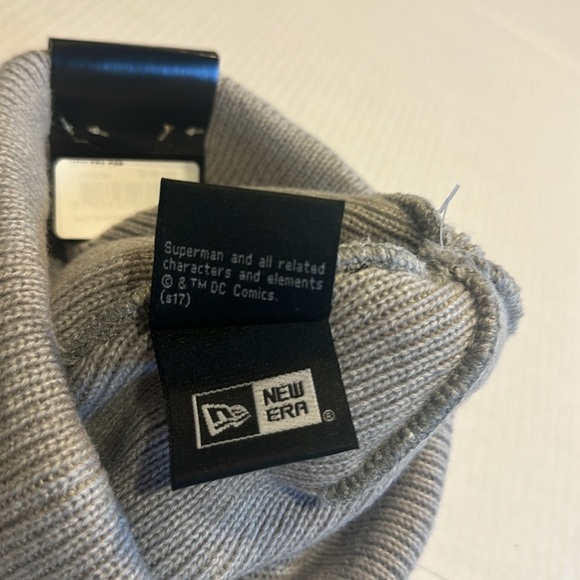 Superman and all related
characters and elements
© & ™ DC Comics.
(s17)
NEW
ERA
®